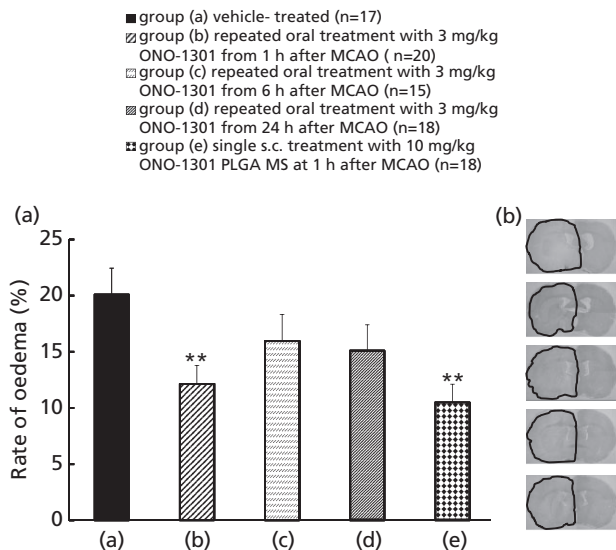 group (a) vehicle- treated (n=17)
group (b) repeated oral treatment with 3 mg/kg
ONO-1301 from 1 h after MCAO ( n=20)
group (c) repeated oral treatment with 3 mg/kg
ONO-1301 from 6 h after MCAO (n=15)
group (d) repeated oral treatment with 3 mg/kg
ONO-1301 from 24 h after MCAO (n=18)
group (e) single s.c. treatment with 10 mg/kg
ONO-1301 PLGA MS at 1 h after MCAO (n=18)
(a)
(b)
Rate of oedema (%)
25
20
15
10
5
0
**
**
(a) (b) (c) (d) (e)